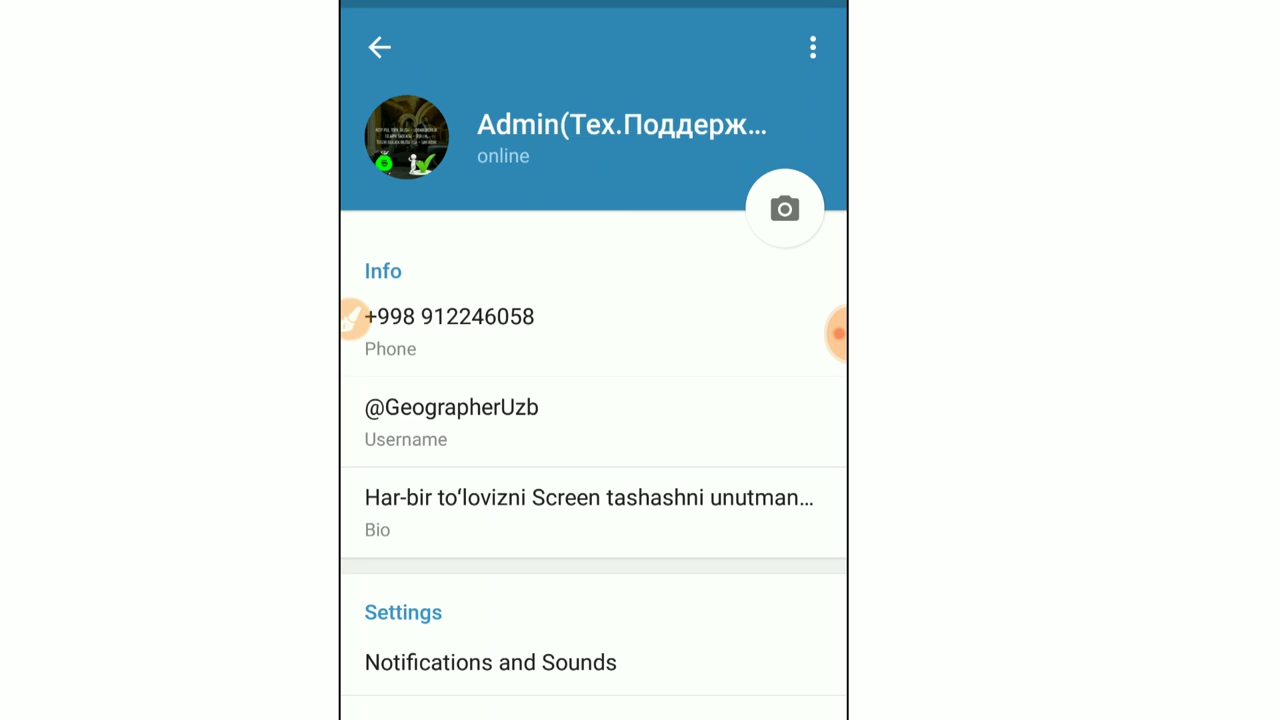 Admin(Тех.Поддерж...
online
Info
+998 912246058
Phone
@GeographerUzb
Username
Har-bir to‘lovizni Screen tashashni unutman...
Bio
Settings
Notifications and Sounds